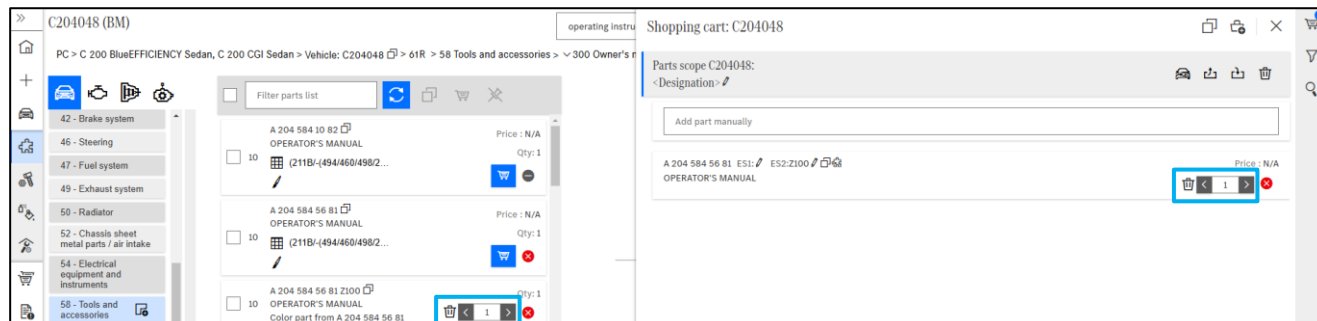 C204048 (BM)
operating instru
PC > C 200 BlueEFFICIENCY Sedan, C 200 CGI Sedan > Vehicle: C204048 > 61R > 58 Tools and accessories > 300 Owner's m
42 - Brake system
46 - Steering
47 - Fuel system
49 - Exhaust system
50 - Radiator
52 - Chassis sheet
metal parts / air intake
54 - Electrical
equipment and
instruments
58 - Tools and
accessories
Filter parts list
A 204 584 10 82
OPERATOR'S MANUAL
10
(211B/-(494/460/498/2...
Price : N/A
Qty: 1
A 204 584 56 81
OPERATOR'S MANUAL
10
(211B/-(494/460/498/2...
Price : N/A
Qty: 1
A 204 584 56 81 Z100
10
OPERATOR'S MANUAL
Color part from A 204 584 56 81
Qty: 1
1
Shopping cart: C204048
Parts scope C204048:
<Designation>
Add part manually
A 204 584 56 81 ES1: ES2:Z100
OPERATOR'S MANUAL
Price : N/A
1